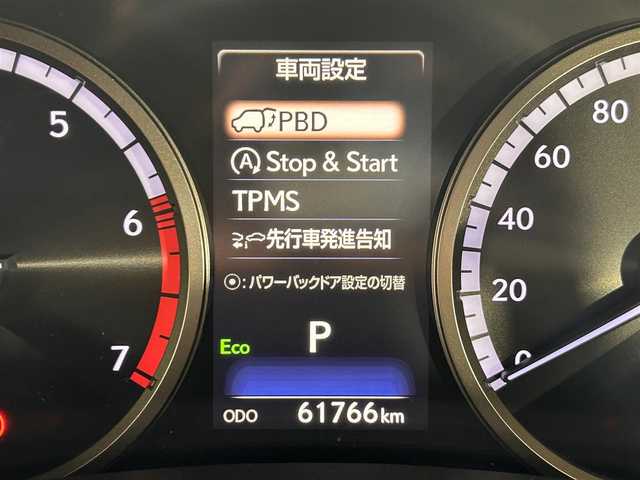 車両設定
PBD
Stop & Start
TPMS
先行車発進告知
⦿:パワーバックドア設定の切替
P
Eco
ODO 61766km
5
6
7
80
60
40
20
0